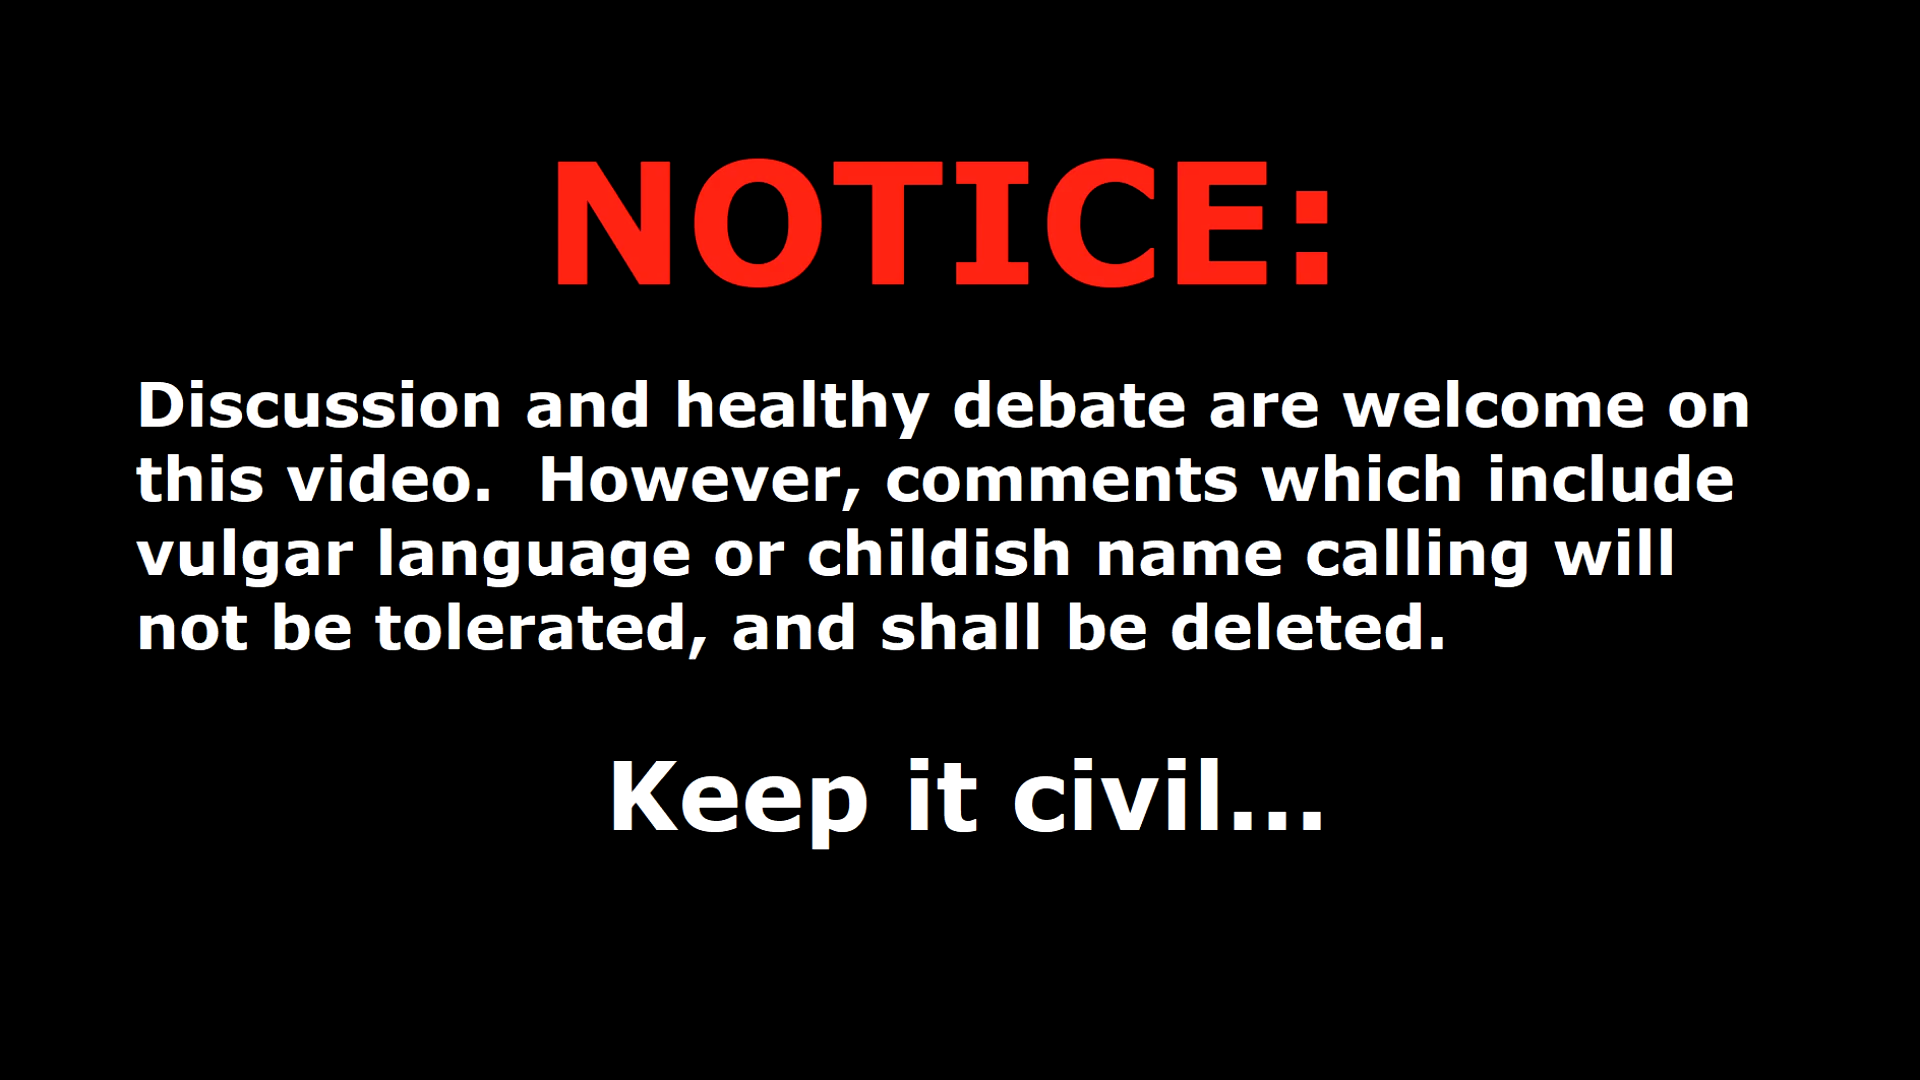 NOTICE:
Discussion and healthy debate are welcome on
this video.  However, comments which include
vulgar language or childish name calling will
not be tolerated, and shall be deleted.
Keep it civil...